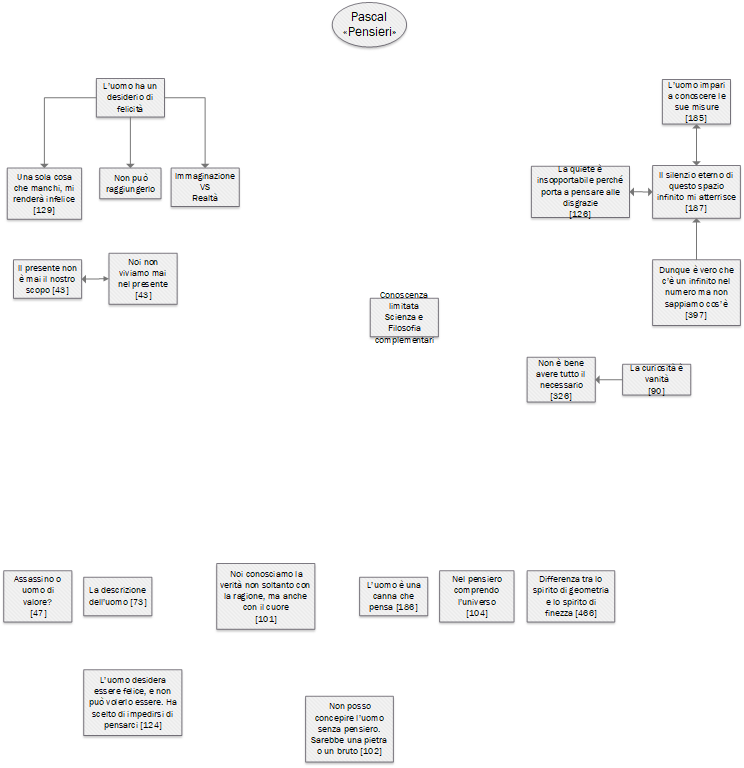 Pascal
«Pensieri»
L'uomo ha un
desiderio di
felicità
L'uomo impari
a conoscere le
sue misure
[185]
Una sola cosa
che manchi, mi
renderà infelice
[129]
Non può
raggiungerlo
Immaginazione
VS
Realtà
La quiete è
insopportabile perché
porta a pensare alle
disgrazie
[126]
Il silenzio eterno di
questo spazio
infinito mi atterrisce
[187]
Il presente non
è mai il nostro
scopo [43]
Noi non
viviamo mai
nel presente
[43]
Dunque è vero che
c'è un infinito nel
numero ma non
sappiamo cos'è
[397]
Conoscenza
limitata
Scienza e
Filosofia
complementari
Non è bene
avere tutto il
necessario
[326]
La curiosità è
vanità
[90]
Assassino o
uomo di
valore?
[47]
La descrizione
dell'uomo [73]
Noi conosciamo la
verità non soltanto con
la ragione, ma anche
con il cuore
[101]
L'uomo è una
canna che
pensa [186]
Nel pensiero
comprendo
l'universo
[104]
Differenza tra lo
spirito di geometria
e lo spirito di
finezza [466]
L'uomo desidera
essere felice, e non
può volerlo essere. Ha
scelto di impedirsi di
pensarci [124]
Non posso
concepire l'uomo
senza pensiero.
Sarebbe una pietra
o un bruto [102]